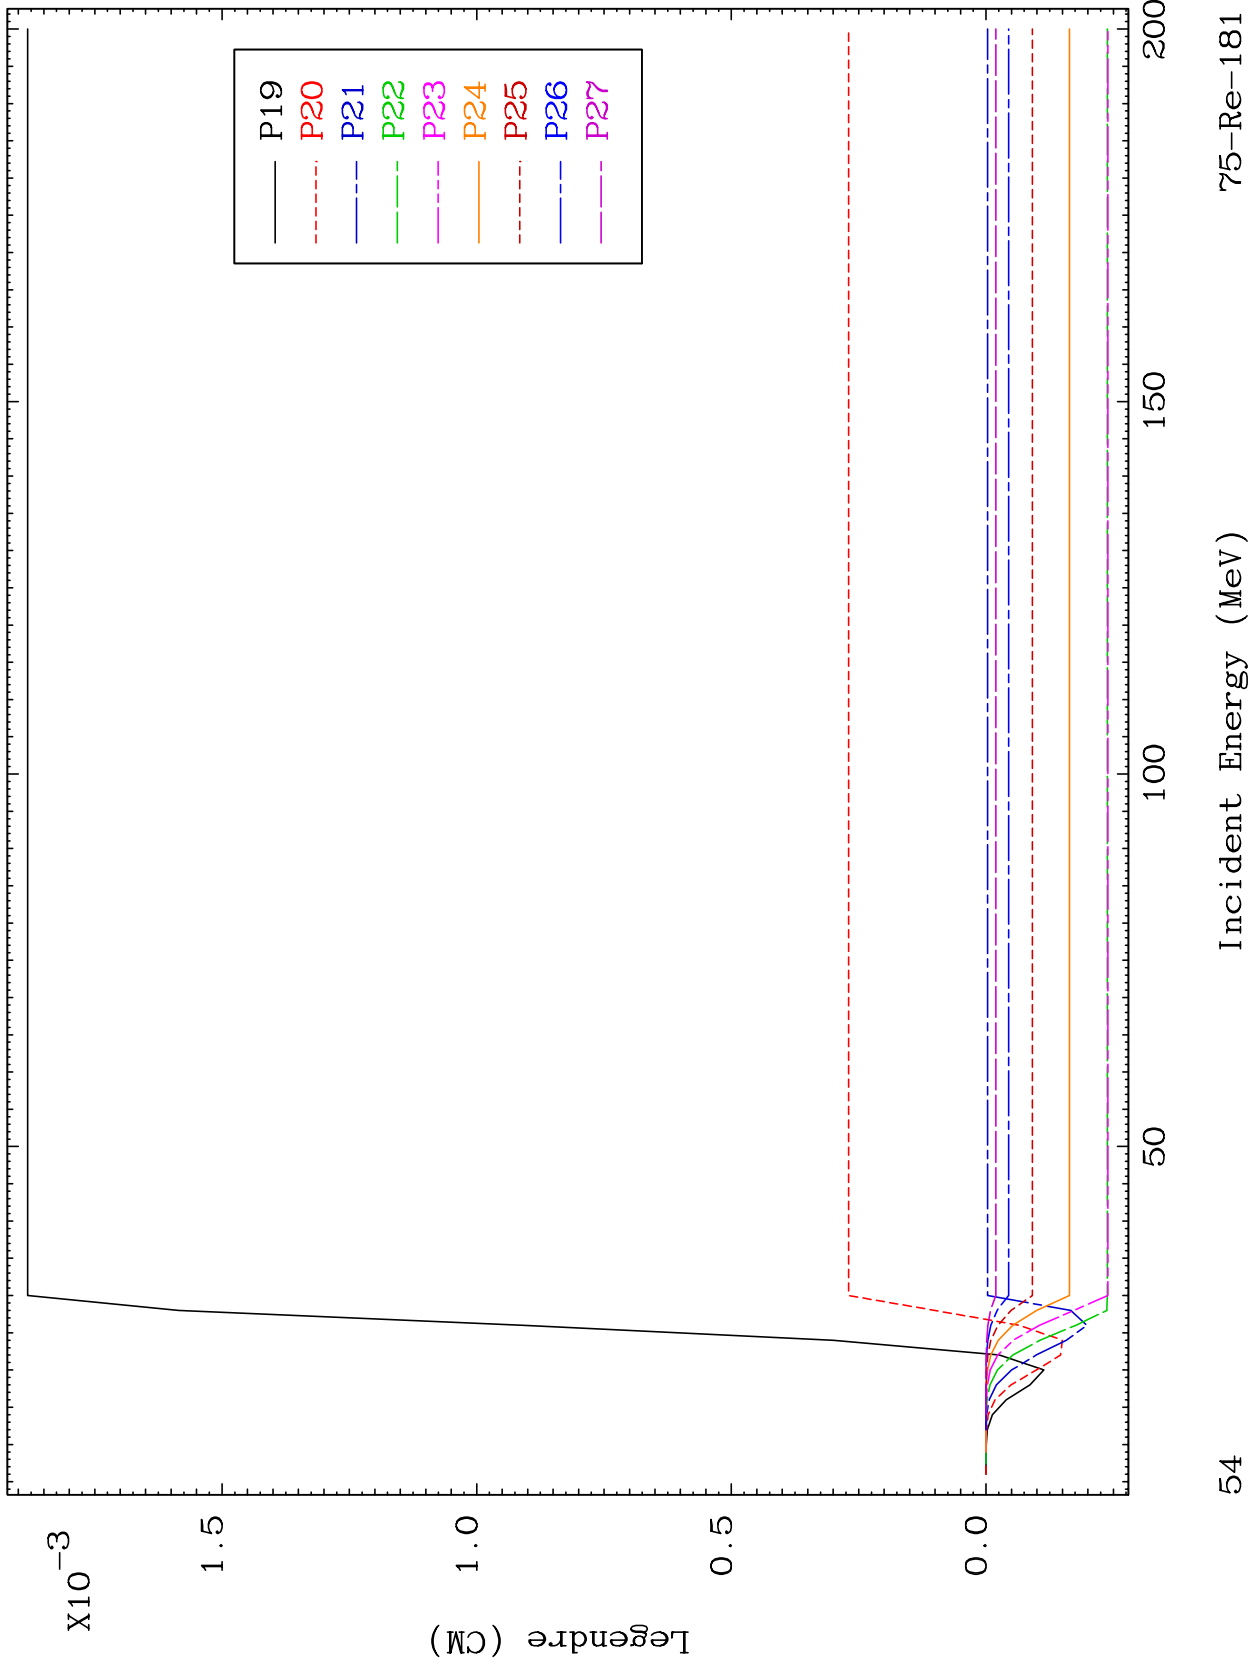 X10-3
1.5
1.0
0.5
0.0
Legendre (CM)
P19
P20
P21
P22
P23
P24
P25
P26
P27
50
100
150
200
Incident Energy (MeV)
54
75-Re-181